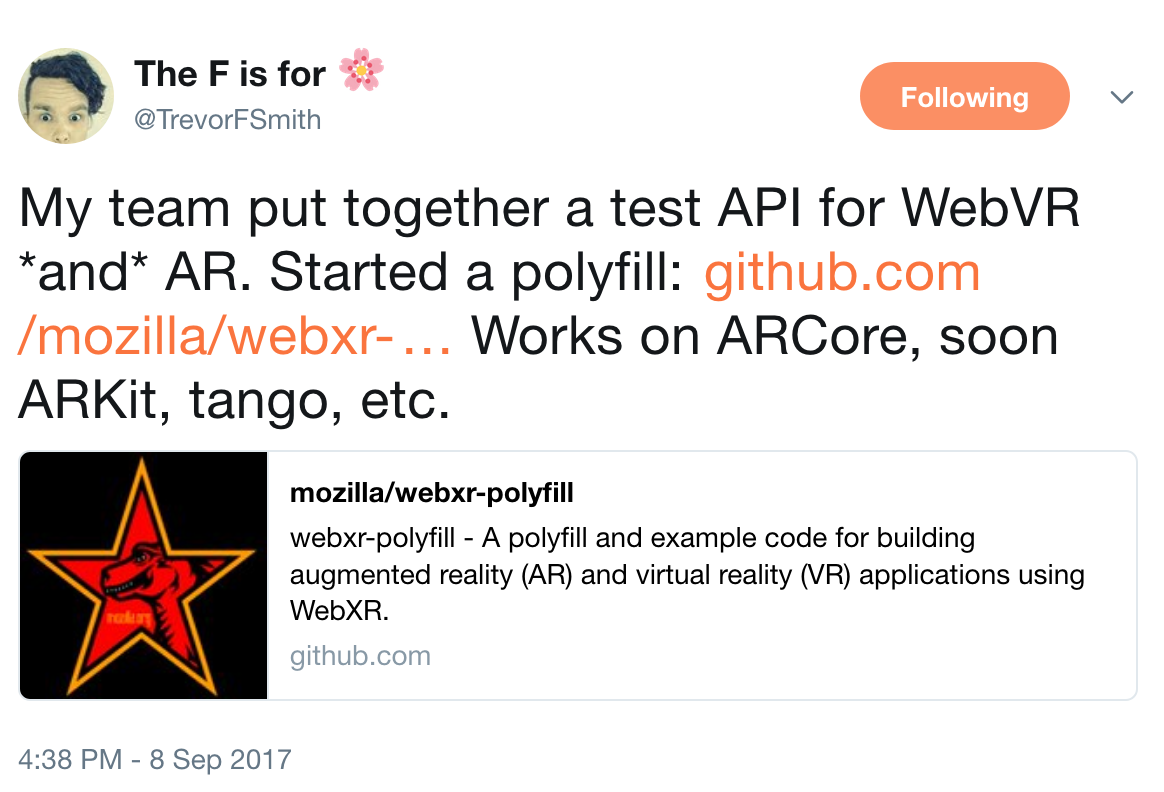 The F is for 🌸
@TrevorFSmith
Following
My team put together a test API for WebVR
*and* AR. Started a polyfill: github.com
/mozilla/webxr-… Works on ARCore, soon
ARKit, tango, etc.
mozilla/webxr-polyfill
webxr-polyfill - A polyfill and example code for building
augmented reality (AR) and virtual reality (VR) applications using
WebXR.
github.com
4:38 PM - 8 Sep 2017